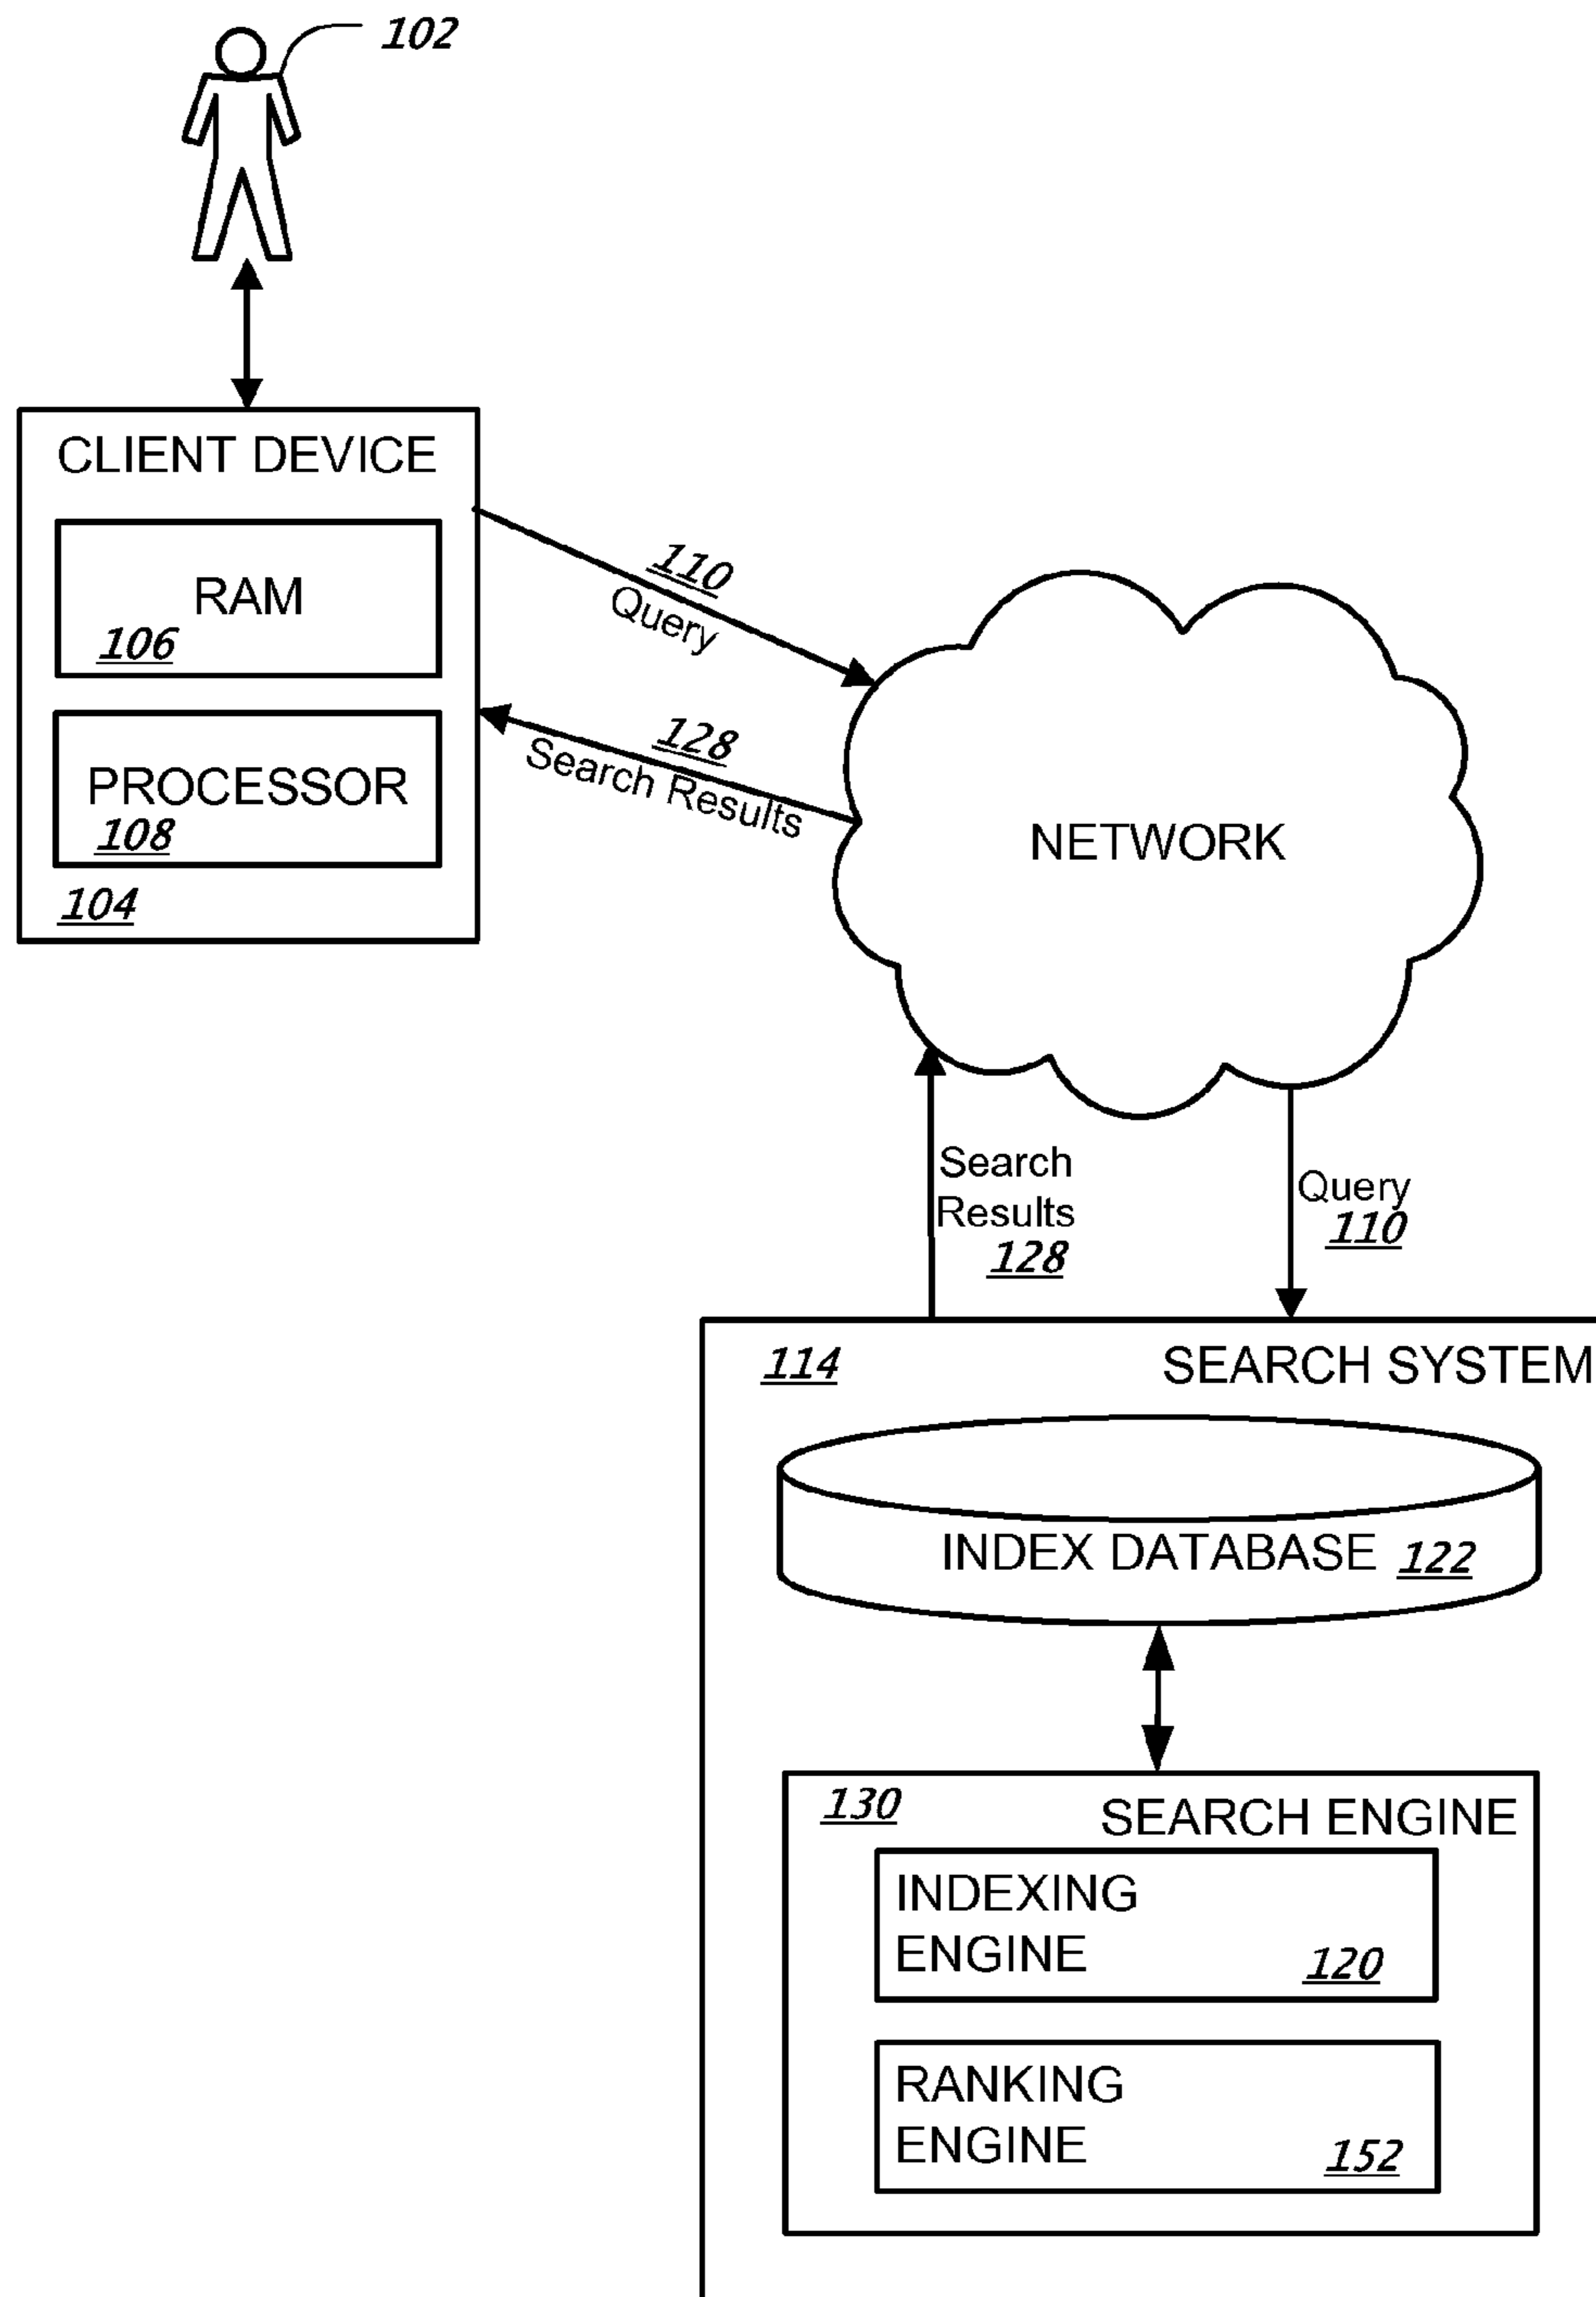 102
CLIENT DEVICE
RAM
106
PROCESSOR
108
104
110
Query
128
Search Results
NETWORK
Search
Results
128
Query
110
114 SEARCH SYSTEM
INDEX DATABASE 122
130
SEARCH ENGINE
INDEXING
ENGINE 120
RANKING
ENGINE 152